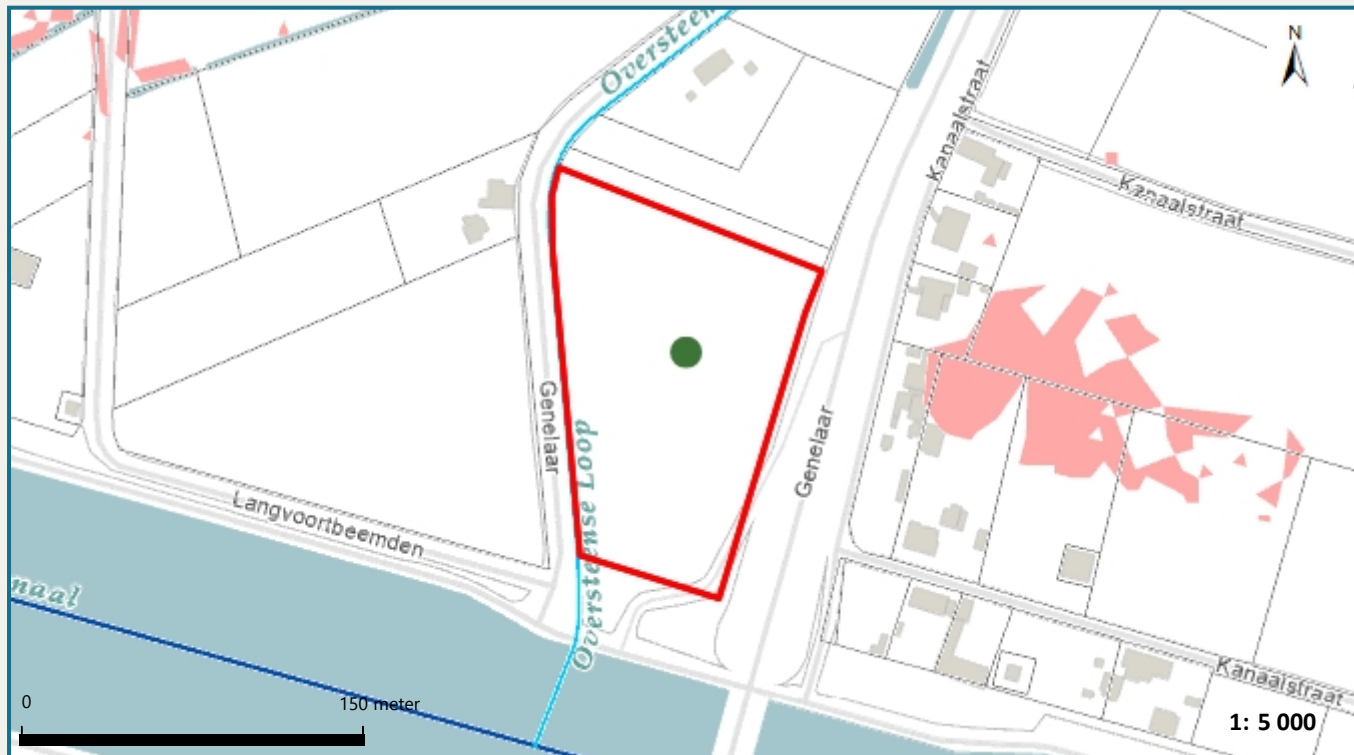 N
Oversteen
Kanaalstraat
Kanaalstraat
Genelaar
Oversteense Loop
Genelaar
Langvoortbeemden
naal
Kanaalstraat
0
150 meter
1: 5 000